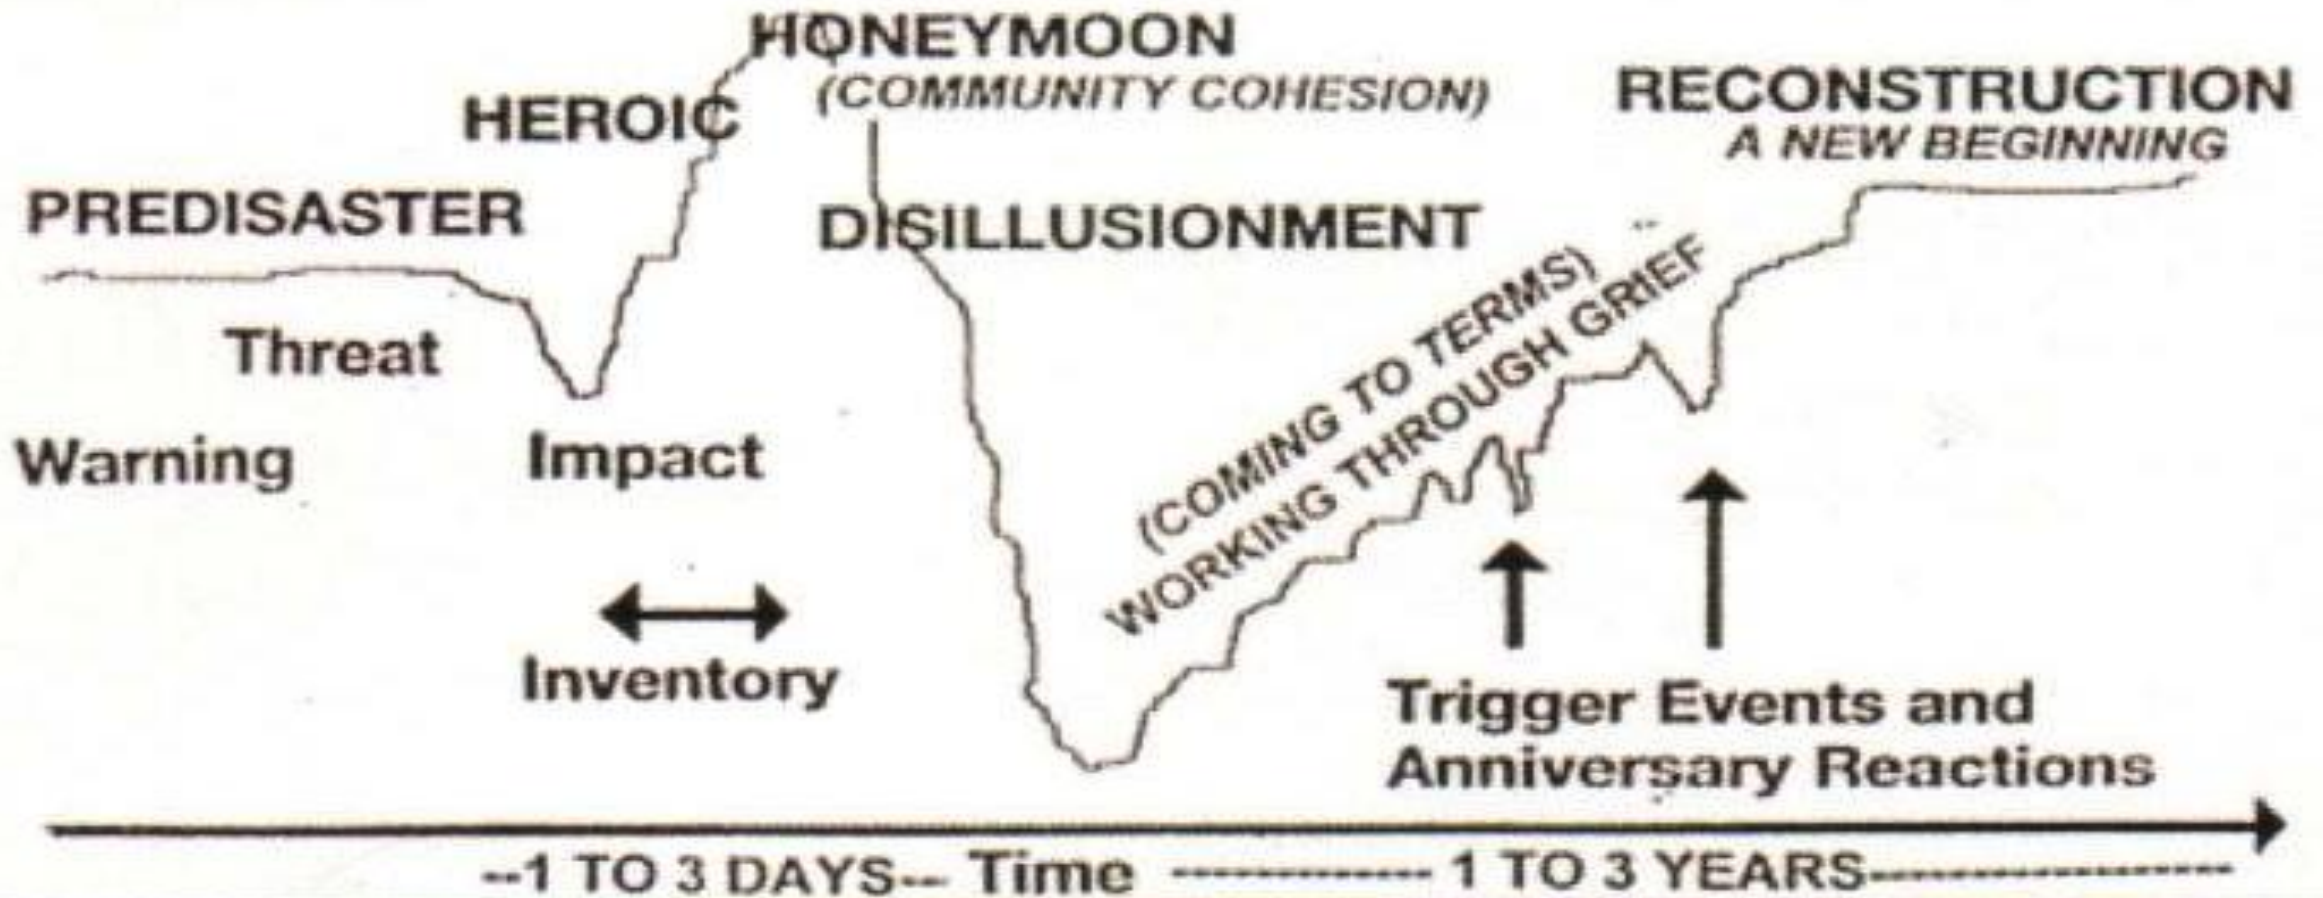 HONEYMOON
(COMMUNITY COHESION)
HEROIC
RECONSTRUCTION
A NEW BEGINNING
PREDISASTER
DISILLUSIONMENT
Threat
Warning
Impact
(COMING TO TERMS)
WORKING THROUGH GRIEF
Inventory
Trigger Events and
Anniversary Reactions
--1 TO 3 DAYS-- Time ------------- 1 TO 3 YEARS------------------